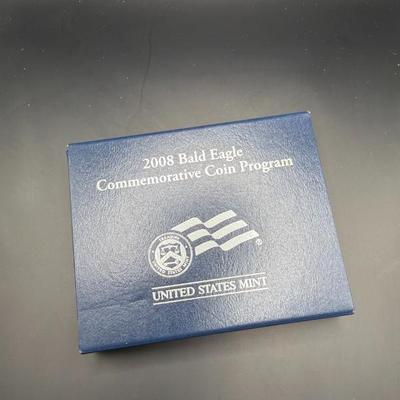 2008 Bald Eagle
Commemorative Coin Program
®
UNITED STATES MINT